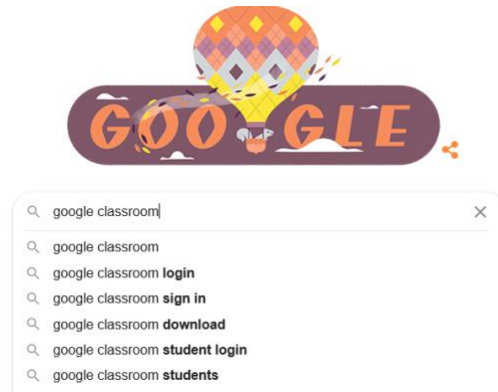 GOOGLE
google classroom
google classroom
google classroom login
google classroom sign in
google classroom download
google classroom student login
google classroom students